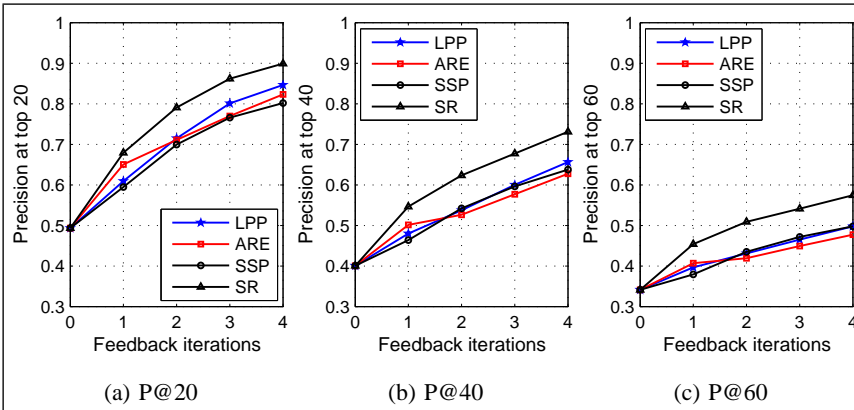 1
0.9
0.8
0.7
0.6
0.5
0.4
0.3
Precision at top 20
LPP
ARE
SSP
SR
0 1 2 3 4
Feedback iterations
(a) P@20
1
0.9
0.8
0.7
0.6
0.5
0.4
0.3
Precision at top 40
LPP
ARE
SSP
SR
0 1 2 3 4
Feedback iterations
(b) P@40
1
0.9
0.8
0.7
0.6
0.5
0.4
0.3
Precision at top 60
LPP
ARE
SSP
SR
0 1 2 3 4
Feedback iterations
(c) P@60